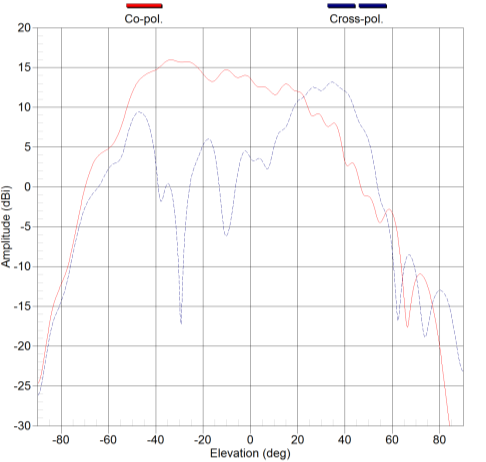 Co-pol. Cross-pol.
20
15
10
5
0
-5
-10
-15
-20
-25
-30
Amplitude (dBi)
-80 -60 -40 -20 0 20 40 60 80
Elevation (deg)